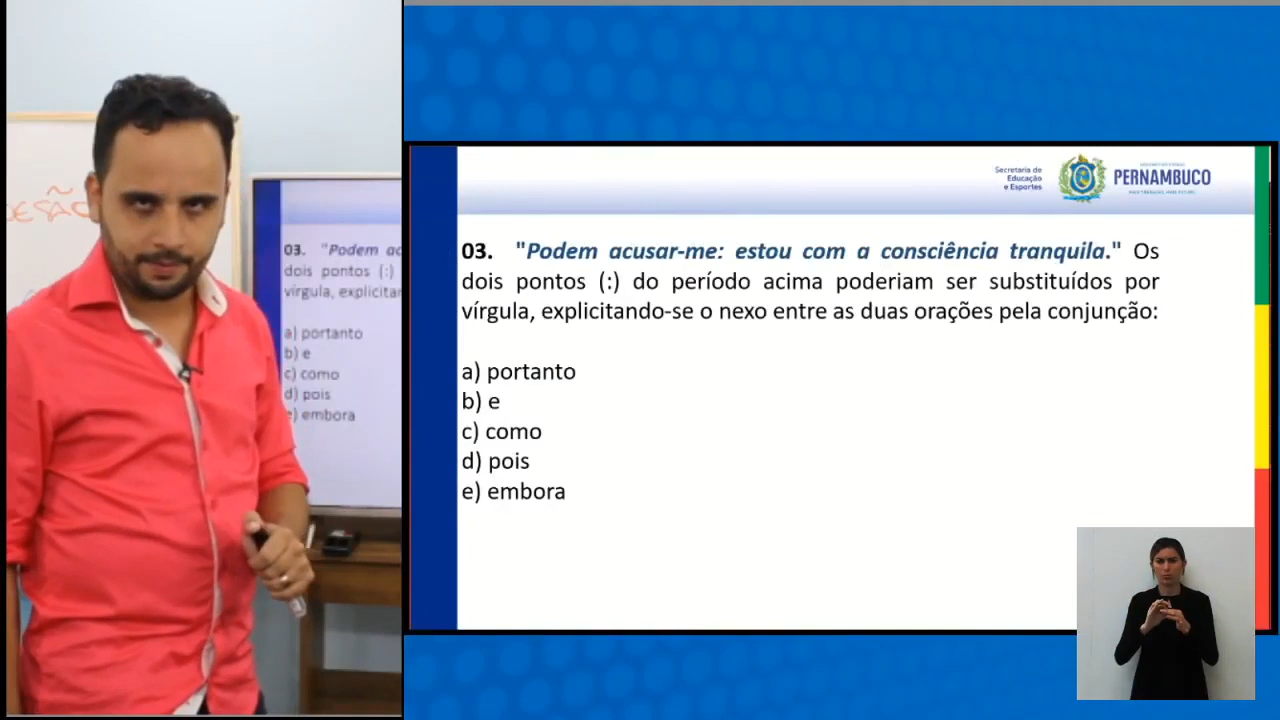 ESÃO
03. "Podem ac
dois pontos (:)
vírgula, explicitan
a) portanto
b) e
c) como
d) pois
e) embora
Secretaria de
Educação
e Esportes
PERNAMBUCO
03. "Podem acusar-me: estou com a consciência tranquila." Os
dois pontos (:) do período acima poderiam ser substituídos por
vírgula, explicitando-se o nexo entre as duas orações pela conjunção:
a) portanto
b) e
c) como
d) pois
e) embora